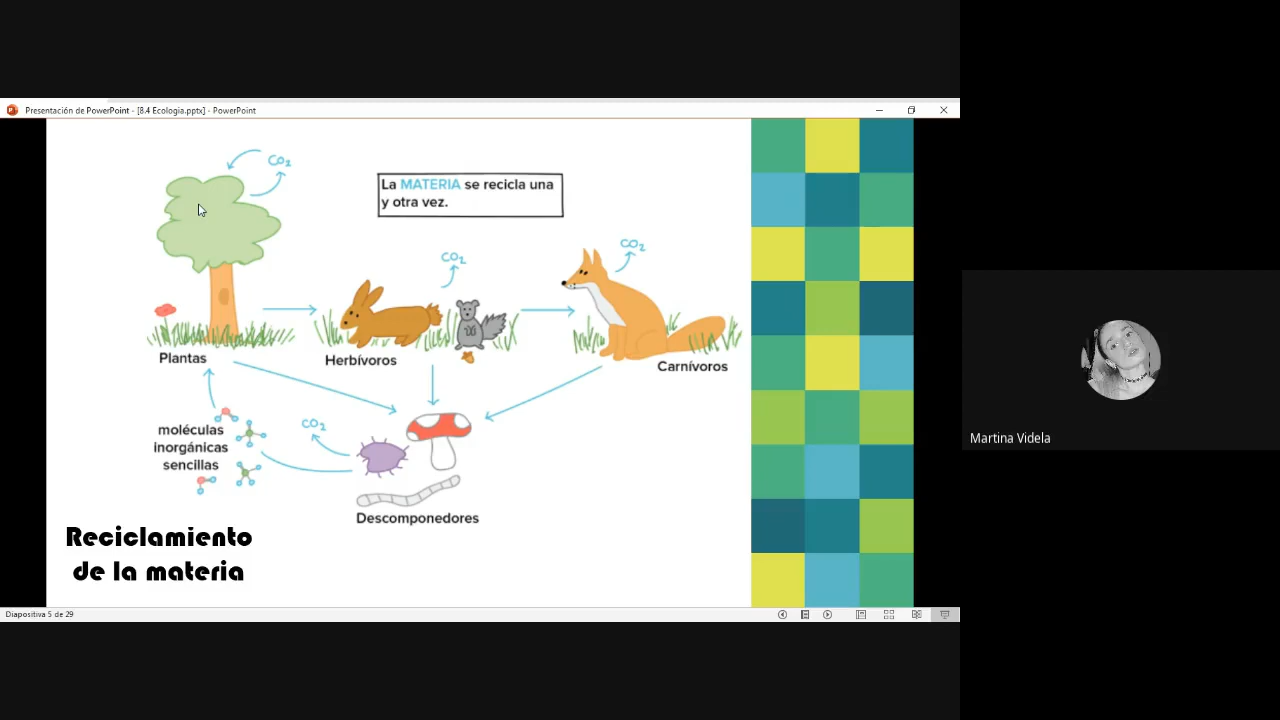 Presentación de PowerPoint - [8.4 Ecologia.pptx] - PowerPoint
CO2
La MATERIA se recicla una
y otra vez.
CO2
CO2
Plantas
Herbívoros
Carnívoros
moléculas
inorgánicas
sencillas
CO2
Descomponedores
Reciclamiento
de la materia
Diapositiva 5 de 29
Martina Videla